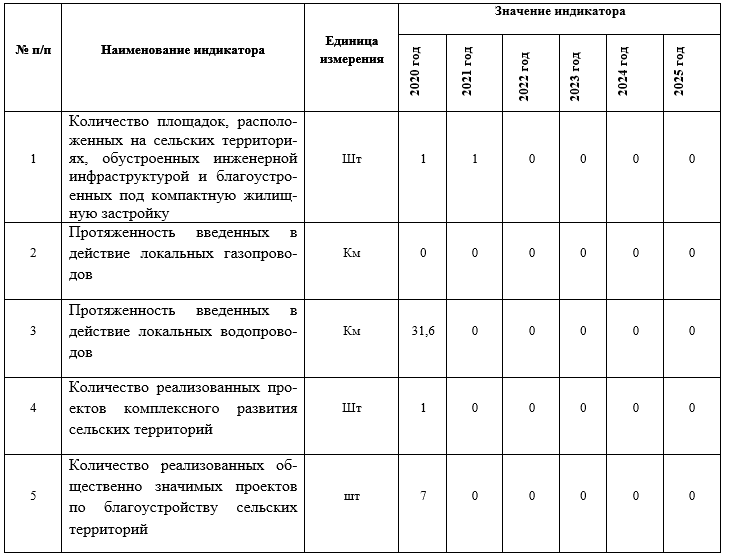 № п/п
Наименование индикатора
Единица
измерения
Значение индикатора
2020 год
2021 год
2022 год
2023 год
2024 год
2025 год
1
Количество площадок, располо-
женных на сельских территори-
ях, обустроенных инженерной
инфраструктурой и благоустро-
енных под компактную жилищ-
ную застройку
Шт
1
1
0
0
0
0
2
Протяженность введенных в
действие локальных газопрово-
дов
Км
0
0
0
0
0
0
3
Протяженность введенных в
действие локальных водопрово-
дов
Км
31,6
0
0
0
0
0
4
Количество реализованных про-
ектов комплексного развития
сельских территорий
Шт
1
0
0
0
0
0
5
Количество реализованных об-
щественно значимых проектов
по благоустройству сельских
территорий
шт
7
0
0
0
0
0